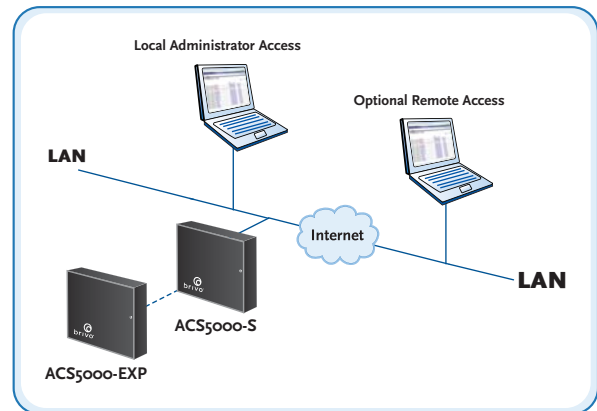 Local Administrator Access
Optional Remote Access
LAN
Internet
LAN
brivo
ACS5000-S
brivo
ACS5000-EXP